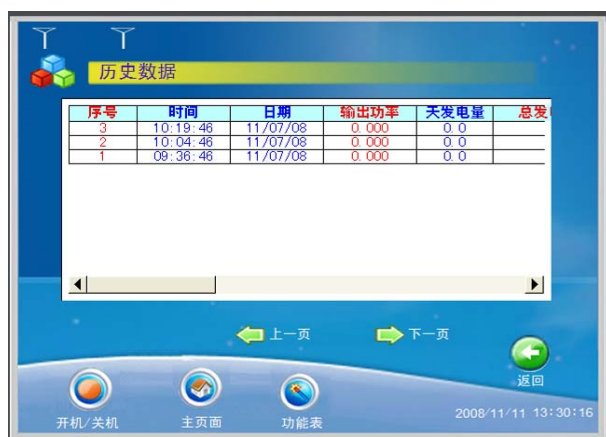 历史数据
序号 时间 日期 输出功率 天发电量 总发
3 10:19:46 11/07/08 0.000 0.0
2 10:04:46 11/07/08 0.000 0.0
1 09:36:46 11/07/08 0.000 0.0
上一页 下一页
返回
开机/关机 主页面 功能表 2008/11/11 13:30:16